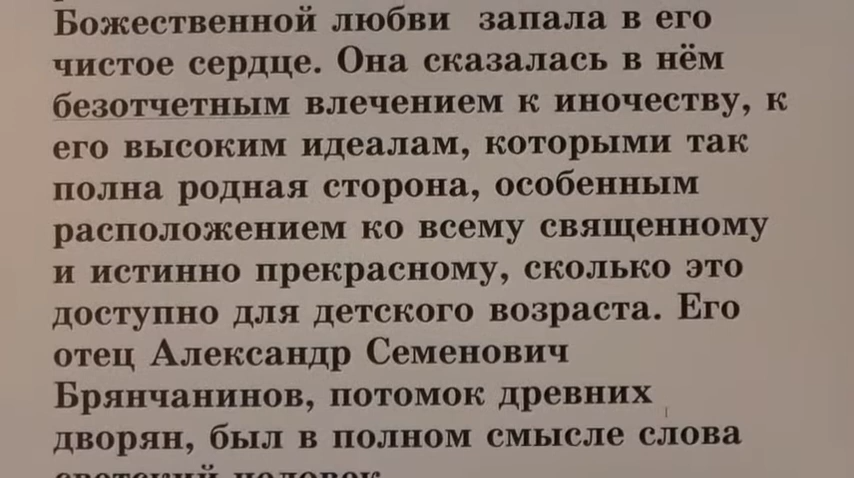 Божественной любви запала в его
чистое сердце. Она сказалась в нём
безотчетным влечением к иночеству, к
его высоким идеалам, которыми так
полна родная сторона, особенным
расположением ко всему священному
и истинно прекрасному, сколько это
доступно для детского возраста. Его
отец Александр Семенович
Брянчанинов, потомок древних
дворян, был в полном смысле слова
светский человек